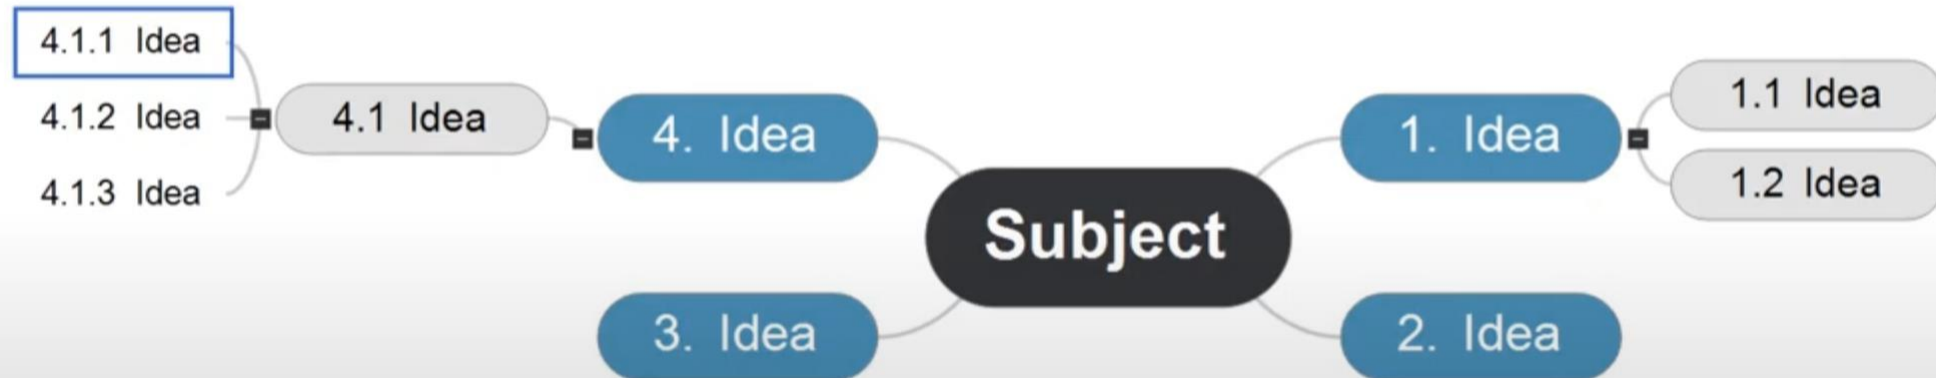 4.1.1 Idea
4.1.2 Idea
4.1.3 Idea
4.1 Idea
4. Idea
3. Idea
Subject
1. Idea
2. Idea
1.1 Idea
1.2 Idea